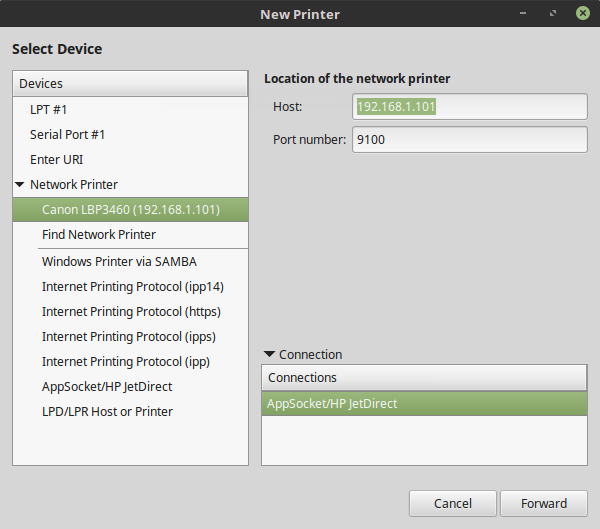 New Printer
Select Device
Devices
LPT #1
Serial Port #1
Enter URI
Network Printer
Canon LBP3460 (192.168.1.101)
Find Network Printer
Windows Printer via SAMBA
Internet Printing Protocol (ipp14)
Internet Printing Protocol (https)
Internet Printing Protocol (ipps)
Internet Printing Protocol (ipp)
AppSocket/HP JetDirect
LPD/LPR Host or Printer
Location of the network printer
Host: 192.168.1.101
Port number: 9100
Connection
Connections
AppSocket/HP JetDirect
Cancel Forward